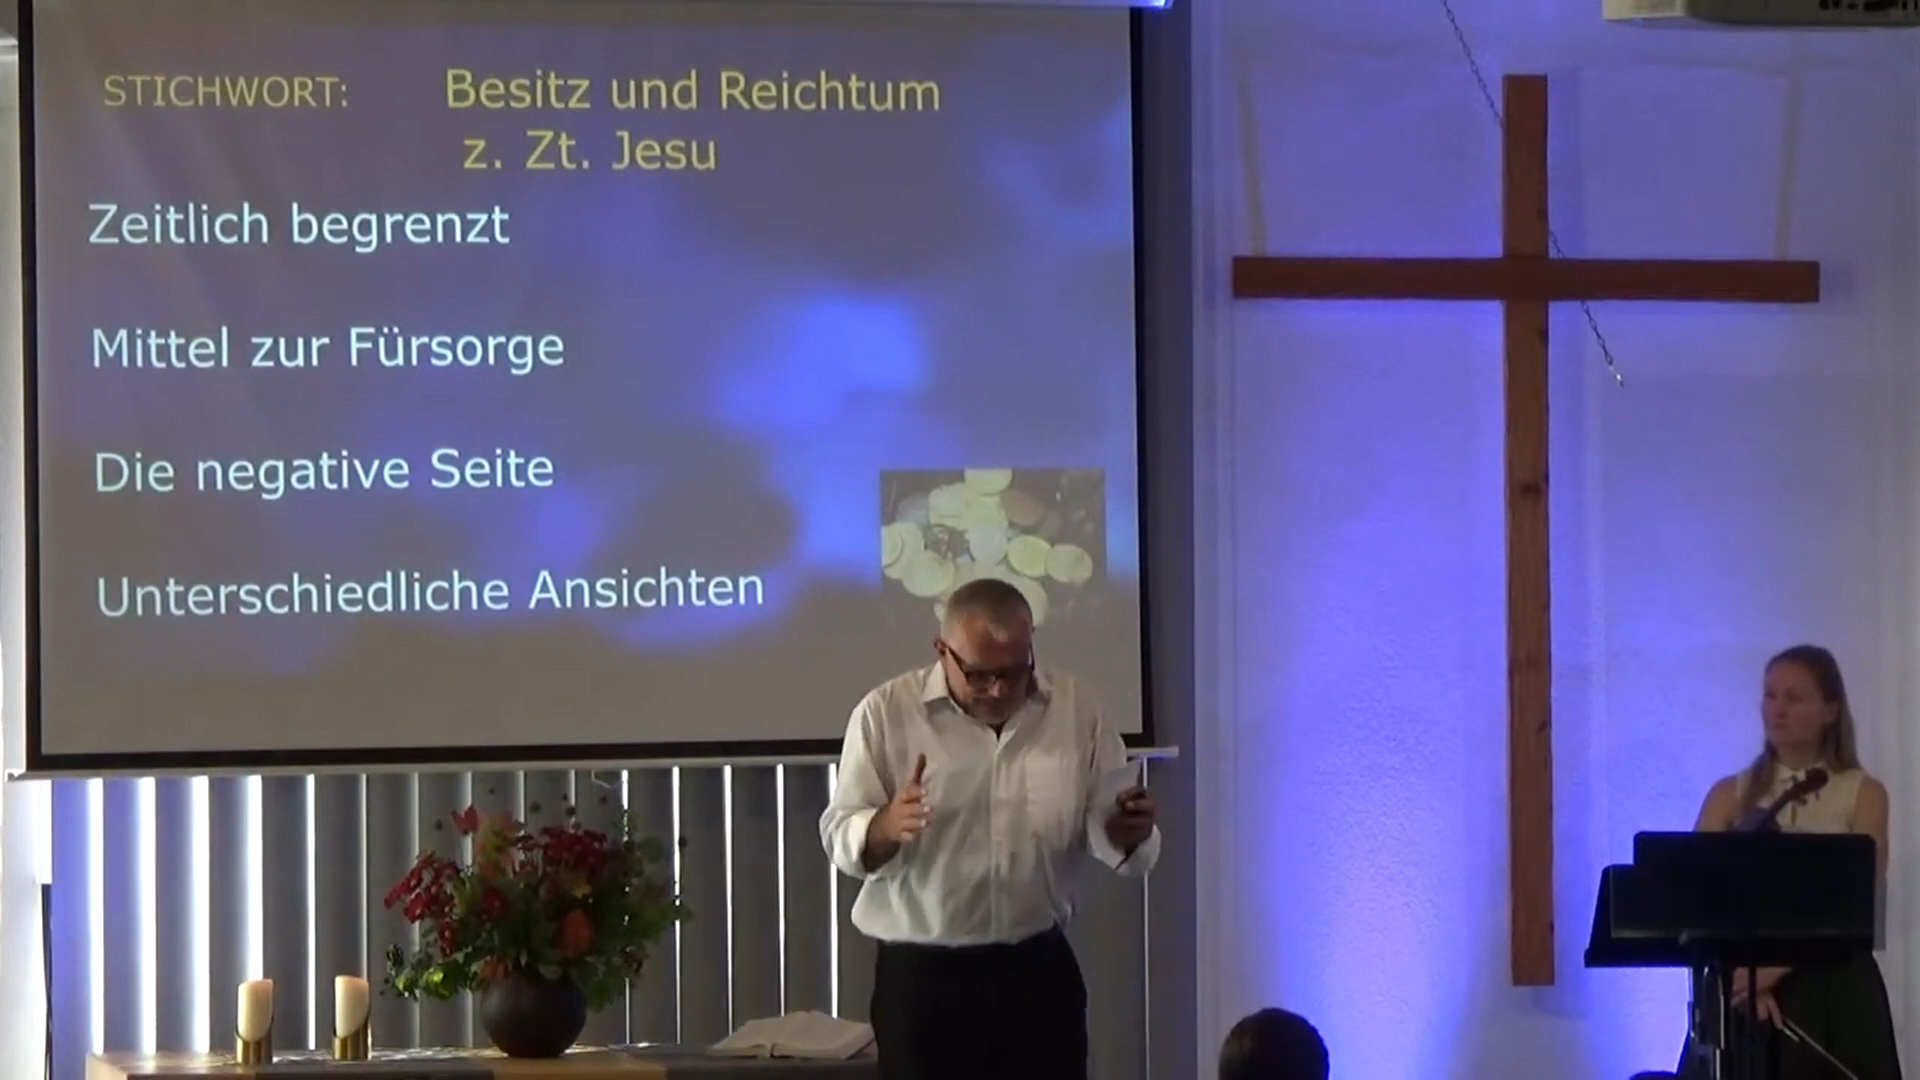 STICHWORT: Besitz und Reichtum
z. Zt. Jesu
Zeitlich begrenzt
Mittel zur Fürsorge
Die negative Seite
Unterschiedliche Ansichten